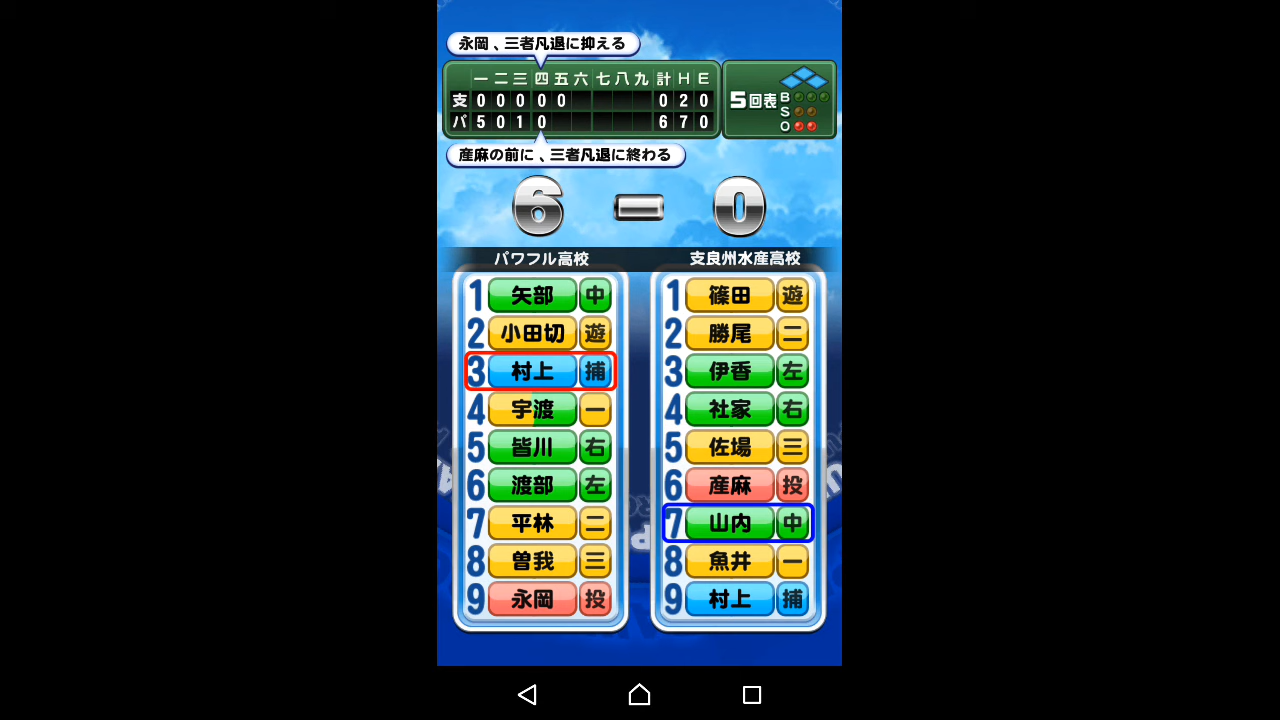 永岡、三者凡退に抑える
一 二 三 四 五 六 七 八 九 計 H E
支 0 0 0 0 0 0 2 0
パ 5 0 1 0 6 7 0
5回表
B
S
O
産麻の前に、三者凡退に終わる
6 - 0
パワフル高校
1 矢部 中
2 小田切 遊
3 村上 捕
4 宇渡 一
5 皆川 右
6 渡部 左
7 平林 二
8 曽我 三
9 永岡 投
支良州水産高校
1 篠田 遊
2 勝尾 二
3 伊香 左
4 社家 右
5 佐場 三
6 産麻 投
7 山内 中
8 魚井 一
9 村上 捕